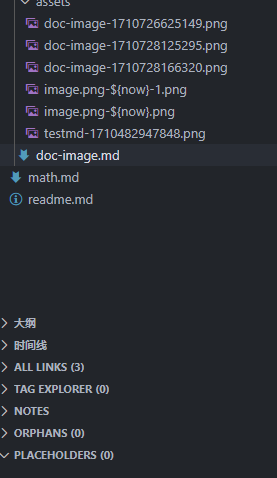 assets
doc-image-1710726625149.png
doc-image-1710728125295.png
doc-image-1710728166320.png
image.png-${now}-1.png
image.png-${now}.png
testmd-1710482947848.png
doc-image.md
math.md
readme.md
大纲
时间线
ALL LINKS (3)
TAG EXPLORER (0)
NOTES
ORPHANS (0)
PLACEHOLDERS (0)